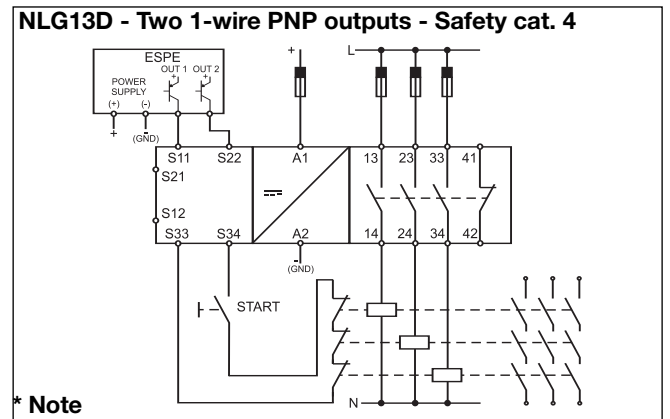 NLG13D - Two 1-wire PNP outputs - Safety cat. 4
ESPE
OUT 1 OUT 2
+ +
POWER
SUPPLY
(+) (-)
+ - (GND)
+ L
S11 S22 A1 13 23 33 41
S21
S12
S33 S34 A2 14 24 34 42
-
(GND)
START
N
* Note